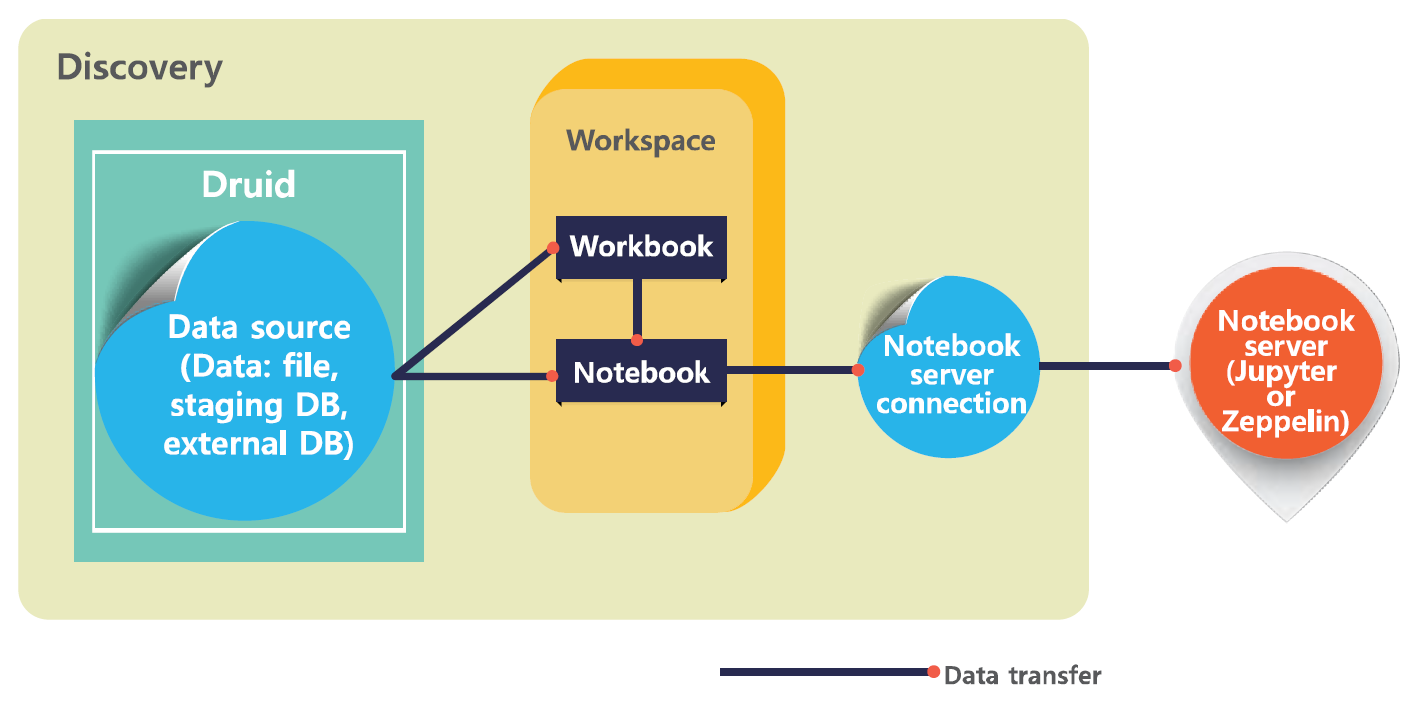 Discovery
Druid
Data source
(Data: file,
staging DB,
external DB)
Workspace
Workbook
Notebook
Notebook
server
connection
Notebook
server
(Jupyter
or
Zeppelin)
Data transfer